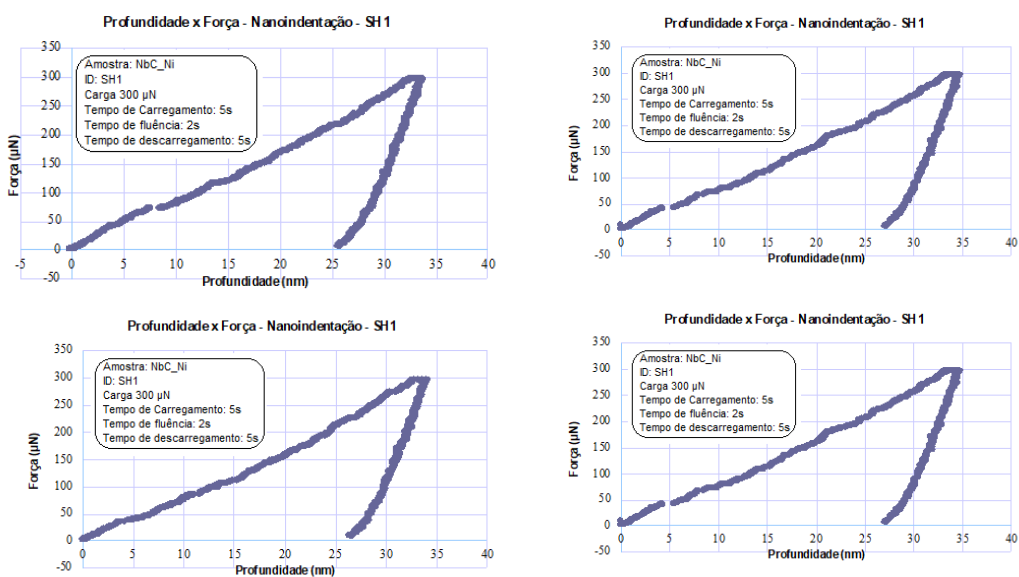 Profundidade x Força - Nanoindentação - SH1
350
300
250
200
150
100
50
0
-50
Força (µN)
Amostra: NbC_Ni
ID: SH1
Carga 300 µN
Tempo de Carregamento: 5s
Tempo de fluência: 2s
Tempo de descarregamento: 5s
-5 0 5 10 15 20 25 30 35 40
Profundidade (nm)
Profundidade x Força - Nanoindentação - SH1
350
300
250
200
150
100
50
0
-50
Força (µN)
Amostra: NbC_Ni
ID: SH1
Carga 300 µN
Tempo de Carregamento: 5s
Tempo de fluência: 2s
Tempo de descarregamento: 5s
0 5 10 15 20 25 30 35 40
Profundidade (nm)
Profundidade x Força - Nanoindentação - SH1
350
300
250
200
150
100
50
0
-50
Força (µN)
Amostra: NbC_Ni
ID: SH1
Carga 300 µN
Tempo de Carregamento: 5s
Tempo de fluência: 2s
Tempo de descarregamento: 5s
0 5 10 15 20 25 30 35 40
Profundidade (nm)
Profundidade x Força - Nanoindentação - SH1
350
300
250
200
150
100
50
0
-50
Força (µN)
Amostra: NbC_Ni
ID: SH1
Carga 300 µN
Tempo de Carregamento: 5s
Tempo de fluência: 2s
Tempo de descarregamento: 5s
0 5 10 15 20 25 30 35 40
Profundidade (nm)